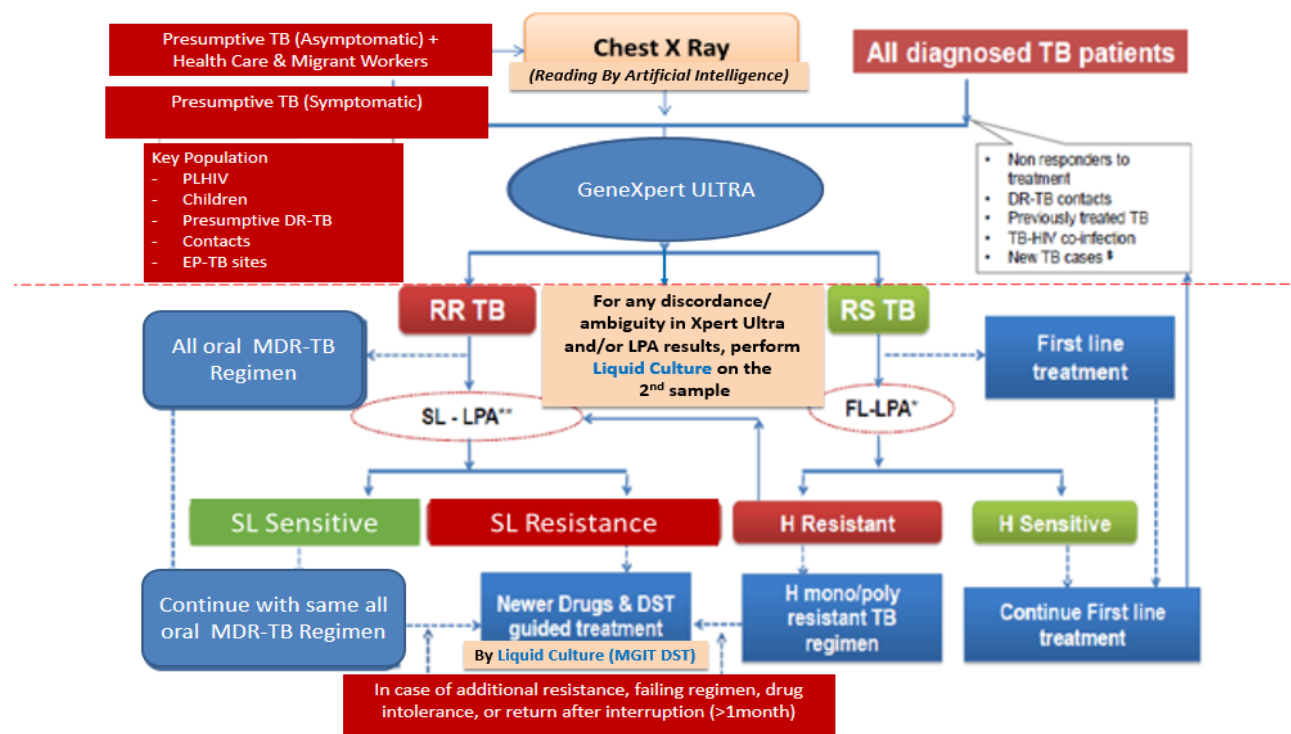 Presumptive TB (Asymptomatic) +
Health Care & Migrant Workers
Chest X Ray
(Reading By Artificial Intelligence)
All diagnosed TB patients
Presumptive TB (Symptomatic)
Key Population
- PLHIV
- Children
- Presumptive DR-TB
- Contacts
- EP-TB sites
GeneXpert ULTRA
• Non responders to
treatment
• DR-TB contacts
• Previously treated TB
• TB-HIV co-infection
• New TB cases $
RR TB
For any discordance/
ambiguity in Xpert Ultra
and/or LPA results, perform
Liquid Culture on the
2nd sample
RS TB
All oral MDR-TB
Regimen
First line
treatment
SL - LPA**
FL-LPA*
SL Sensitive
SL Resistance
H Resistant
H Sensitive
Continue with same all
oral MDR-TB Regimen
Newer Drugs & DST
guided treatment
By Liquid Culture (MGIT DST)
H mono/poly
resistant TB
regimen
Continue First line
treatment
In case of additional resistance, failing regimen, drug
intolerance, or return after interruption (>1month)